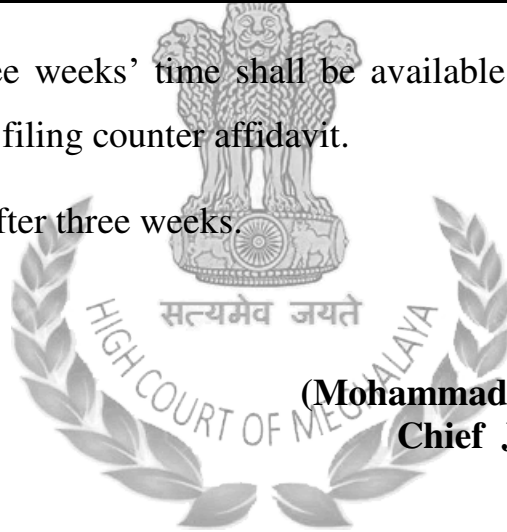 ee weeks’ time shall be available
filing counter affidavit.
fter three weeks.
सत्यमेव जयते
HIGH COURT OF MEGHALAYA
(Mohammad
Chief J